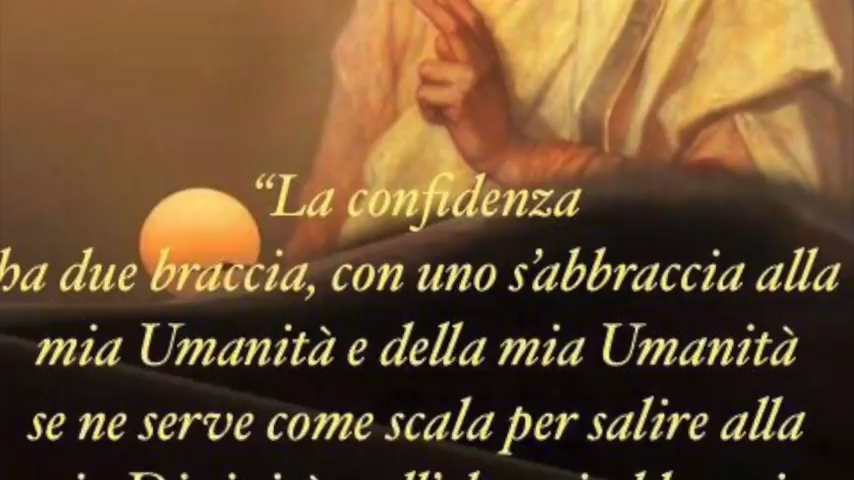 “La confidenza
ha due braccia, con uno s’abbraccia alla
mia Umanità e della mia Umanità
se ne serve come scala per salire alla